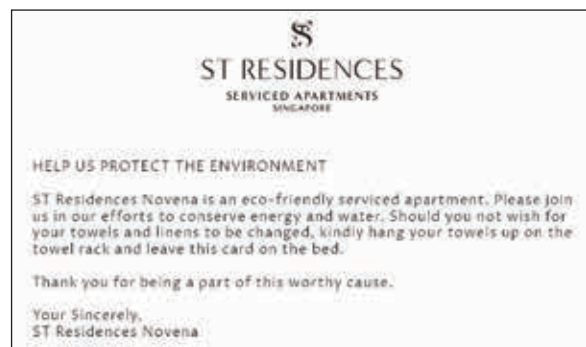 ST RESIDENCES
SERVICED APARTMENTS
SINGAPORE
HELP US PROTECT THE ENVIRONMENT
ST Residences Novena is an eco-friendly serviced apartment. Please join
us in our efforts to conserve energy and water. Should you not wish for
your towels and linens to be changed, kindly hang your towels up on the
towel rack and leave this card on the bed.
Thank you for being a part of this worthy cause.
Your Sincerely,
ST Residences Novena